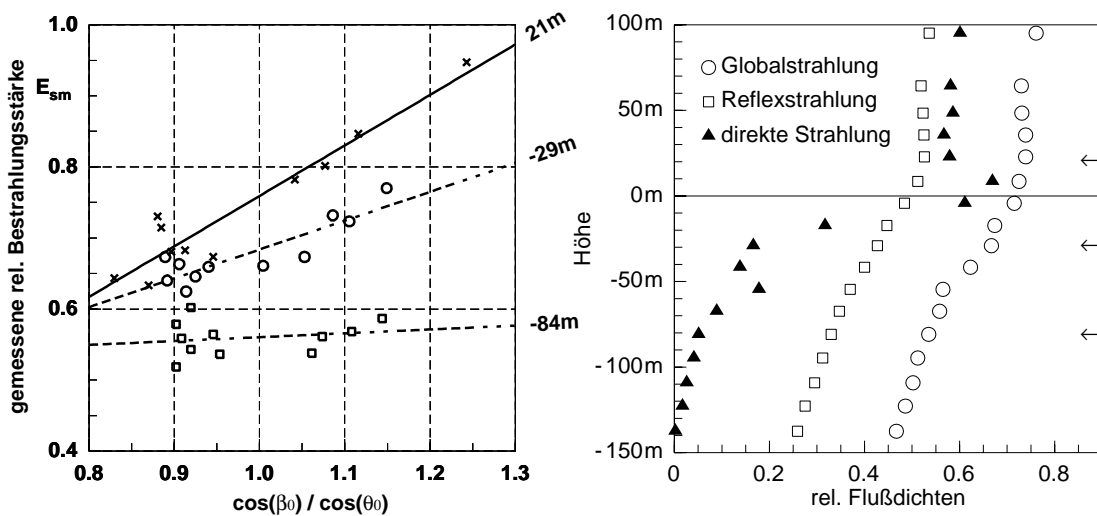 gemessene rel. Bestrahlungsstärke
E_sm
1.0
0.8
0.6
0.4
0.8
0.9
1.0
1.1
1.2
1.3
cos(β₀) / cos(θ₀)
21m
-29m
-84m
Höhe
100m
50m
0m
-50m
-100m
-150m
Globalstrahlung
Reflexstrahlung
direkte Strahlung
←
←
←
0
0.2
0.4
0.6
0.8
rel. Flußdichten